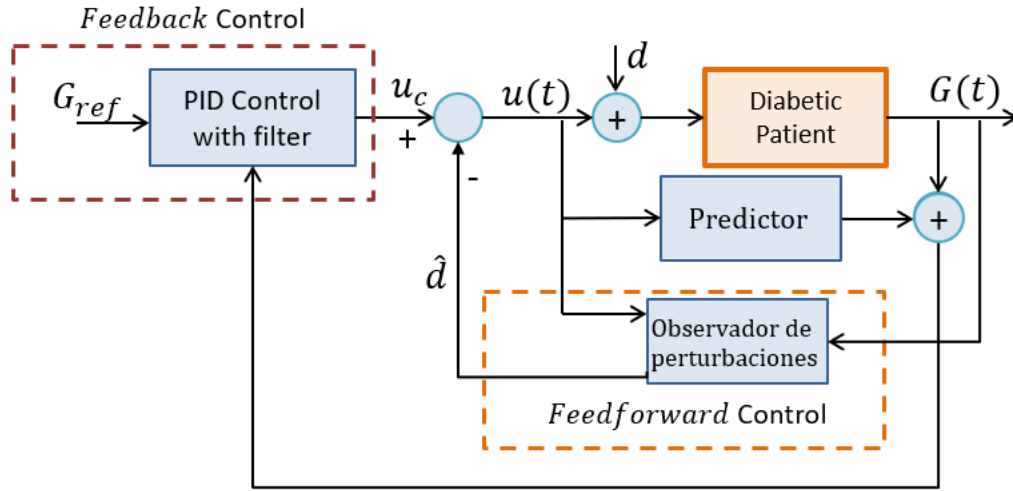 Feedback Control
G_ref
PID Control
with filter
u_c
+
-
u(t)
d
+
Diabetic
Patient
G(t)
Predictor
+
d̂
Observador de
perturbaciones
Feedforward Control